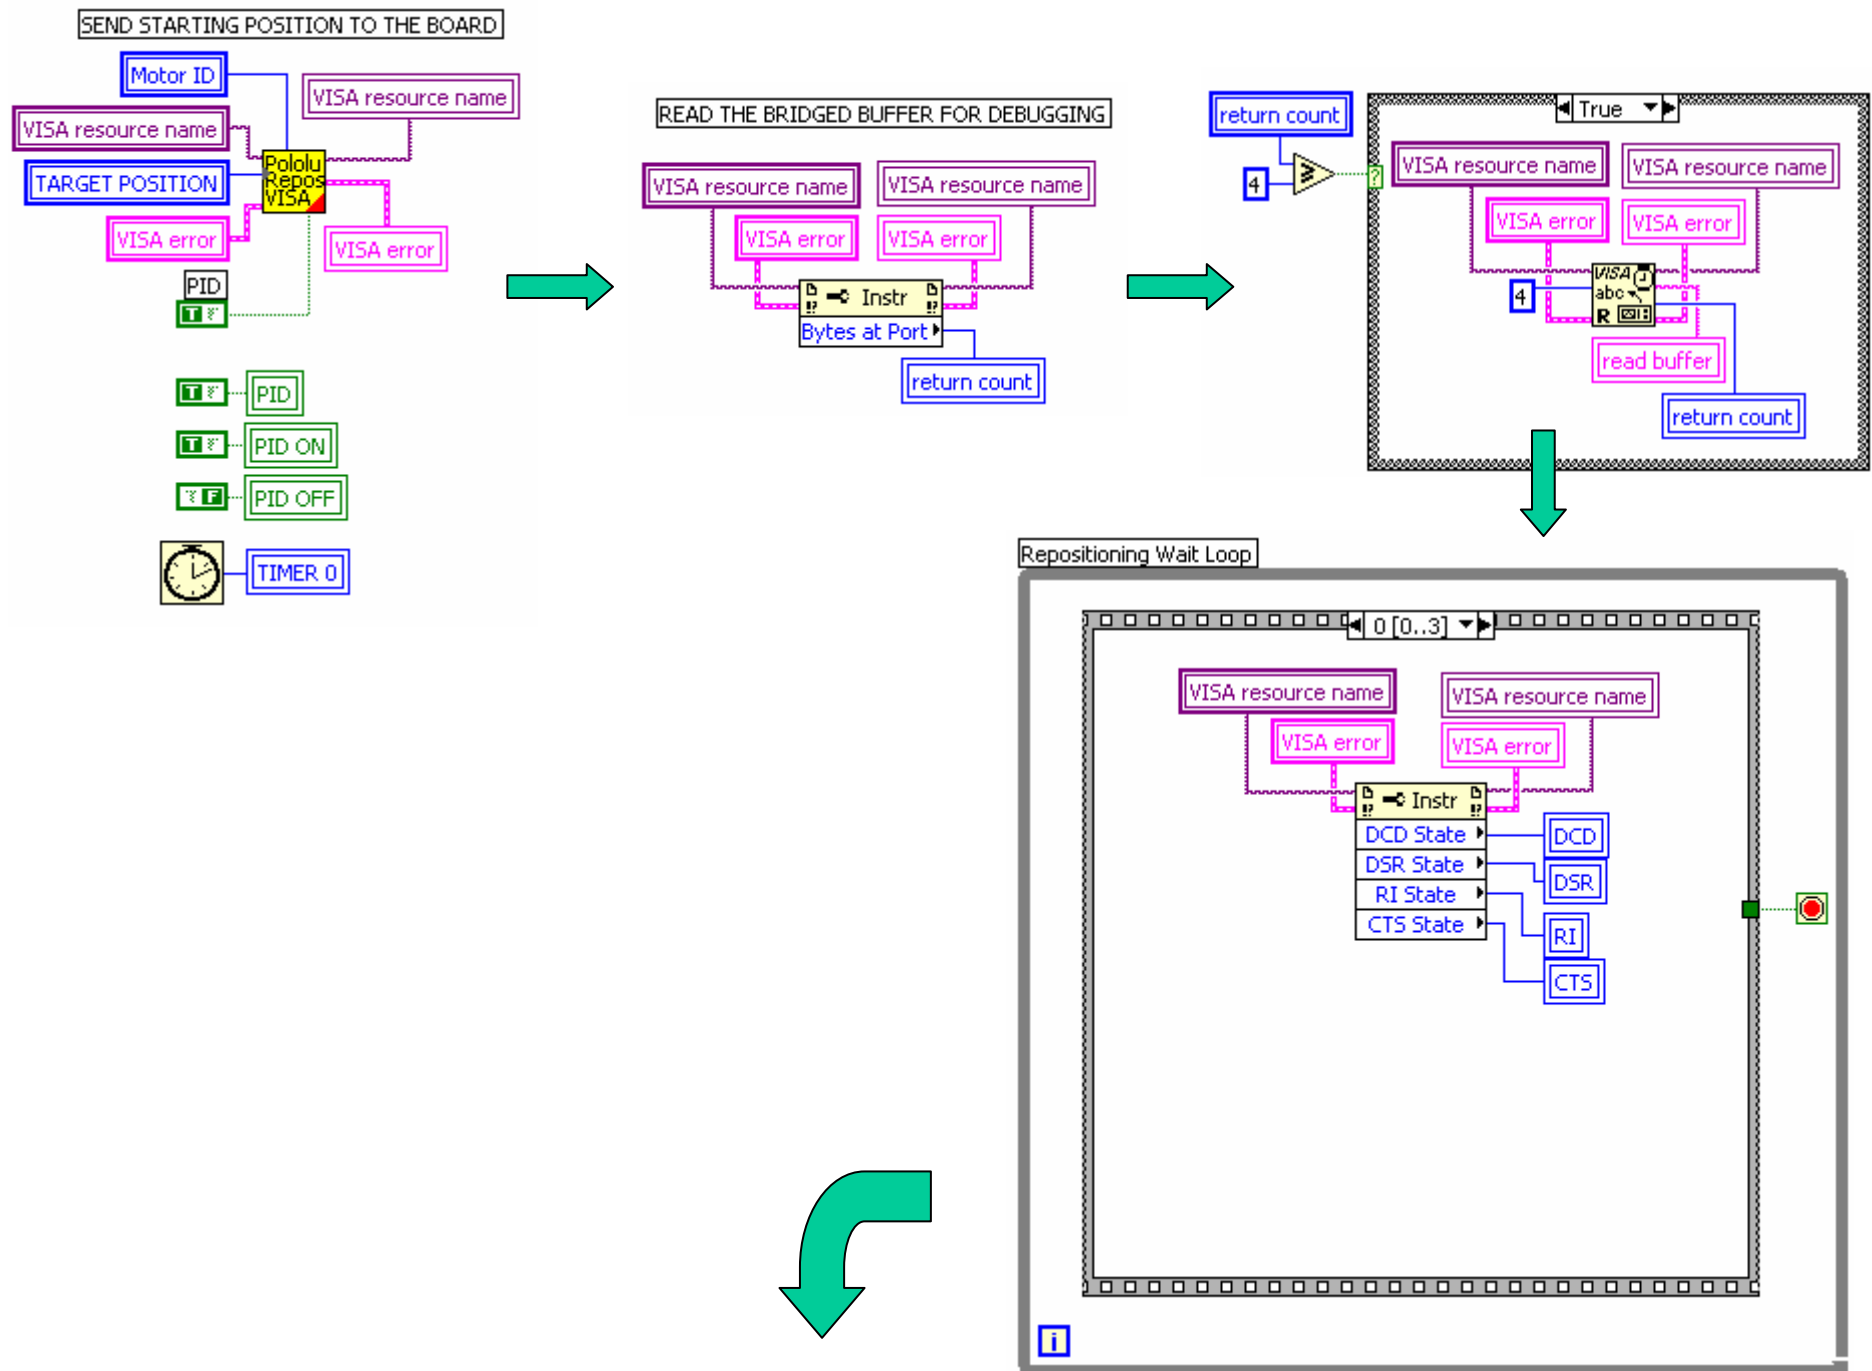 SEND STARTING POSITION TO THE BOARD
Motor ID
VISA resource name
VISA resource name
TARGET POSITION
Pololu
Repos
VISA
VISA error
VISA error
PID
T
T
PID
T
PID ON
F
PID OFF
TIMER 0
READ THE BRIDGED BUFFER FOR DEBUGGING
VISA resource name
VISA resource name
VISA error
VISA error
Instr
Bytes at Port
return count
return count
4
?
True
VISA resource name
VISA resource name
VISA error
VISA error
4
VISA
abc
R
read buffer
return count
Repositioning Wait Loop
0 [0..3]
VISA resource name
VISA resource name
VISA error
VISA error
Instr
DCD State
DCD
DSR State
DSR
RI State
RI
CTS State
CTS
i